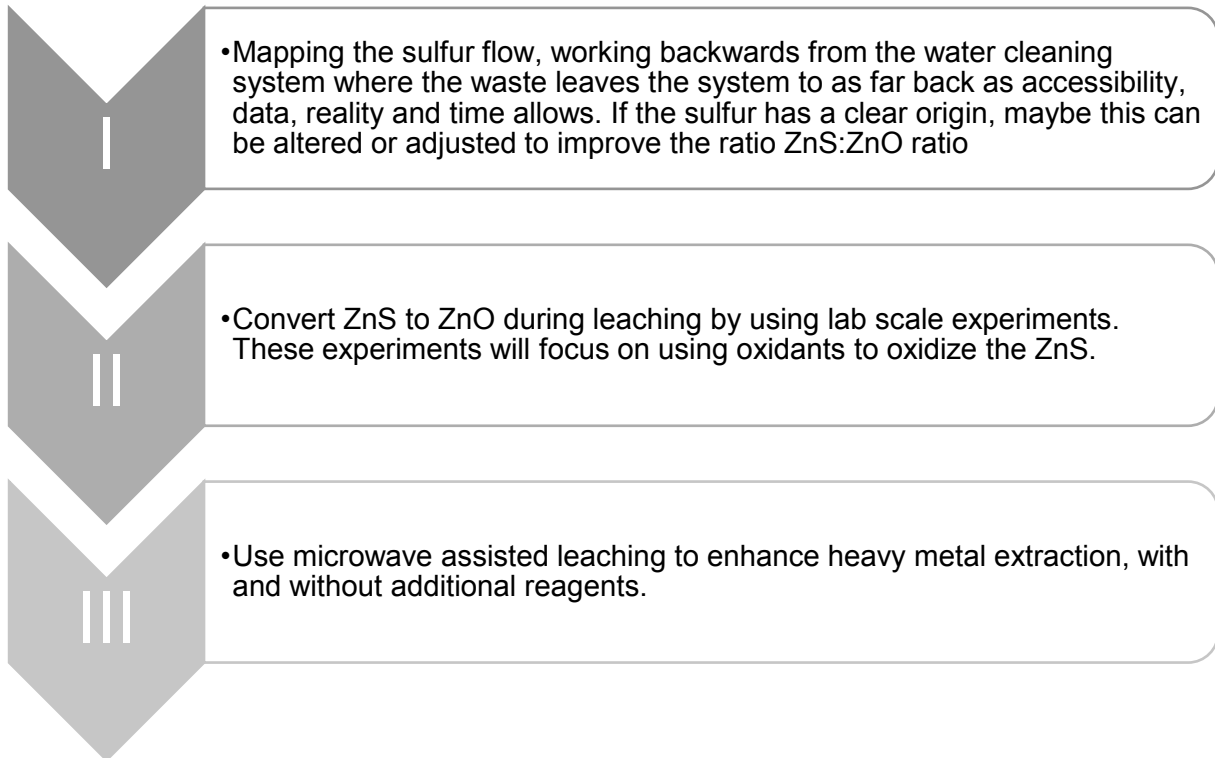 I
•Mapping the sulfur flow, working backwards from the water cleaning
system where the waste leaves the system to as far back as accessibility,
data, reality and time allows. If the sulfur has a clear origin, maybe this can
be altered or adjusted to improve the ratio ZnS:ZnO ratio
II
•Convert ZnS to ZnO during leaching by using lab scale experiments.
These experiments will focus on using oxidants to oxidize the ZnS.
III
•Use microwave assisted leaching to enhance heavy metal extraction, with
and without additional reagents.